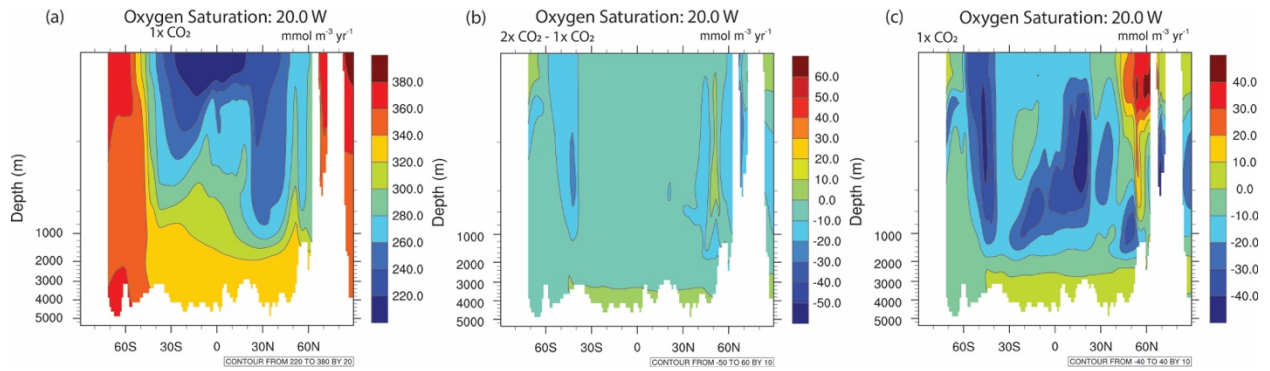 (a)
Oxygen Saturation: 20.0 W
1x CO₂
mmol m⁻³ yr⁻¹
Depth (m)
1000
2000
3000
4000
5000
60S
30S
0
30N
60N
380.0
360.0
340.0
320.0
300.0
280.0
260.0
240.0
220.0
CONTOUR FROM 220 TO 380 BY 20
(b)
Oxygen Saturation: 20.0 W
2x CO₂ - 1x CO₂
mmol m⁻³ yr⁻¹
Depth (m)
1000
2000
3000
4000
5000
60S
30S
0
30N
60N
60.0
50.0
40.0
30.0
20.0
10.0
0.0
-10.0
-20.0
-30.0
-40.0
-50.0
CONTOUR FROM -50 TO 60 BY 10
(c)
Oxygen Saturation: 20.0 W
1x CO₂
mmol m⁻³ yr⁻¹
Depth (m)
1000
2000
3000
4000
5000
60S
30S
0
30N
60N
40.0
30.0
20.0
10.0
0.0
-10.0
-20.0
-30.0
-40.0
CONTOUR FROM -40 TO 40 BY 10